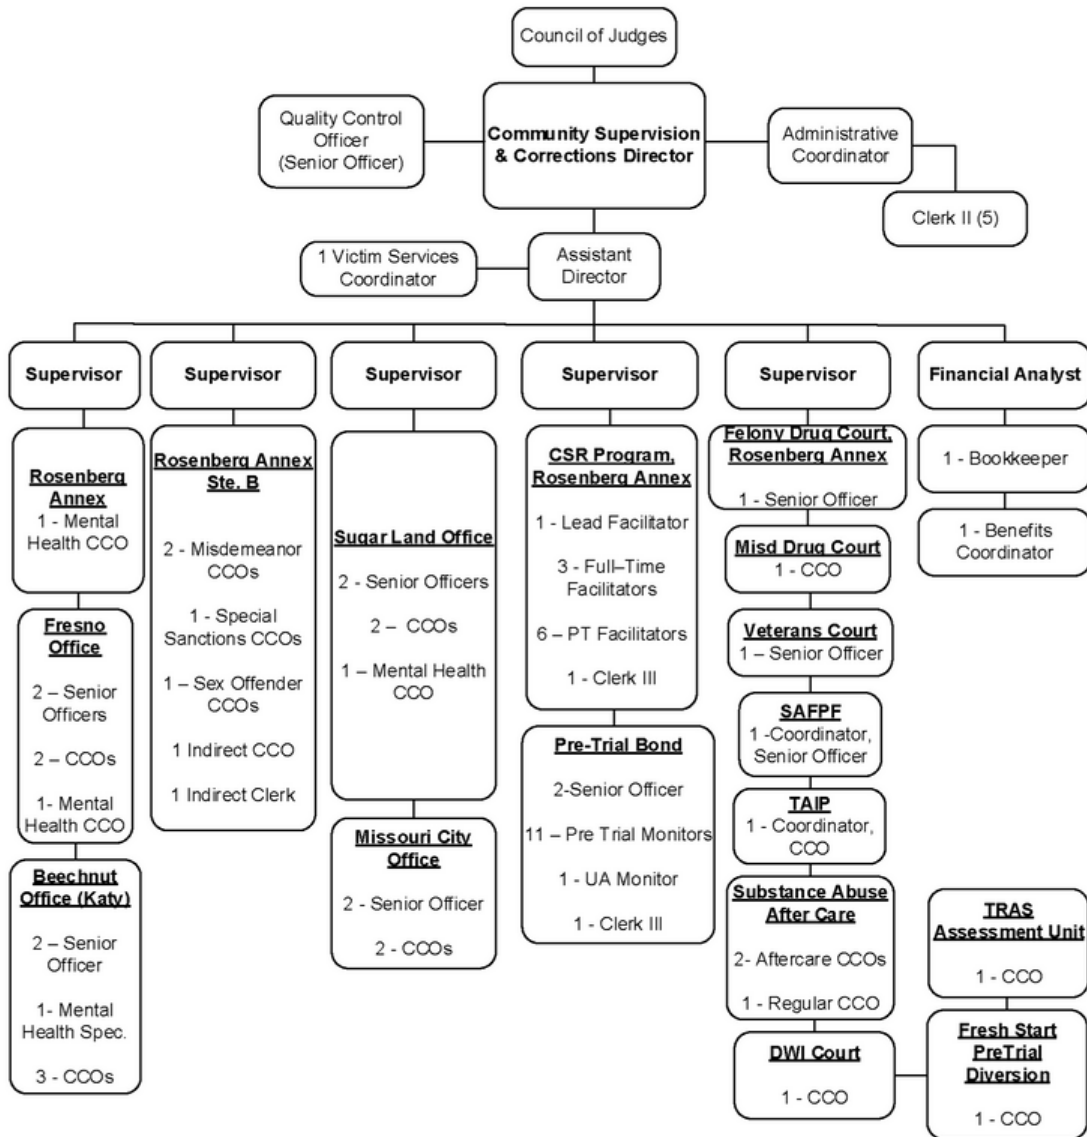 Council of Judges
Quality Control
Officer
(Senior Officer)
Community Supervision
& Corrections Director
Administrative
Coordinator
Clerk II (5)
1 Victim Services
Coordinator
Assistant
Director
Supervisor
Supervisor
Supervisor
Supervisor
Supervisor
Financial Analyst
Rosenberg
Annex
1 - Mental
Health CCO
Fresno
Office
2 – Senior
Officers
2 – CCOs
1- Mental
Health CCO
Beechnut
Office (Katy)
2 – Senior
Officer
1- Mental
Health Spec.
3 - CCOs
Rosenberg Annex
Ste. B
2 - Misdemeanor
CCOs
1 - Special
Sanctions CCOs
1 – Sex Offender
CCOs
1 Indirect CCO
1 Indirect Clerk
Sugar Land Office
2 - Senior Officers
2 – CCOs
1 – Mental Health
CCO
Missouri City
Office
2 - Senior Officer
2 - CCOs
CSR Program,
Rosenberg Annex
1 - Lead Facilitator
3 - Full–Time
Facilitators
6 – PT Facilitators
1 - Clerk III
Pre-Trial Bond
2-Senior Officer
11 – Pre Trial Monitors
1 - UA Monitor
1 - Clerk III
Felony Drug Court,
Rosenberg Annex
1 - Senior Officer
Misd Drug Court
1 - CCO
Veterans Court
1 – Senior Officer
SAFPF
1 -Coordinator,
Senior Officer
TAIP
1 - Coordinator,
CCO
Substance Abuse
After Care
2- Aftercare CCOs
1 - Regular CCO
DWI Court
1 - CCO
1 - Bookkeeper
1 - Benefits
Coordinator
TRAS
Assessment Unit
1 - CCO
Fresh Start
PreTrial
Diversion
1 - CCO